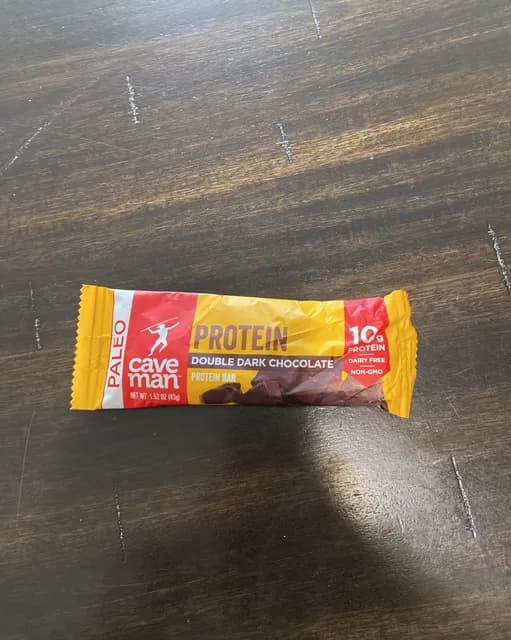 PALEO
cave
man
NET WT. 1.52 OZ (43g)
PROTEIN
DOUBLE DARK CHOCOLATE
PROTEIN BAR
10g
PROTEIN
DAIRY FREE
NON-GMO